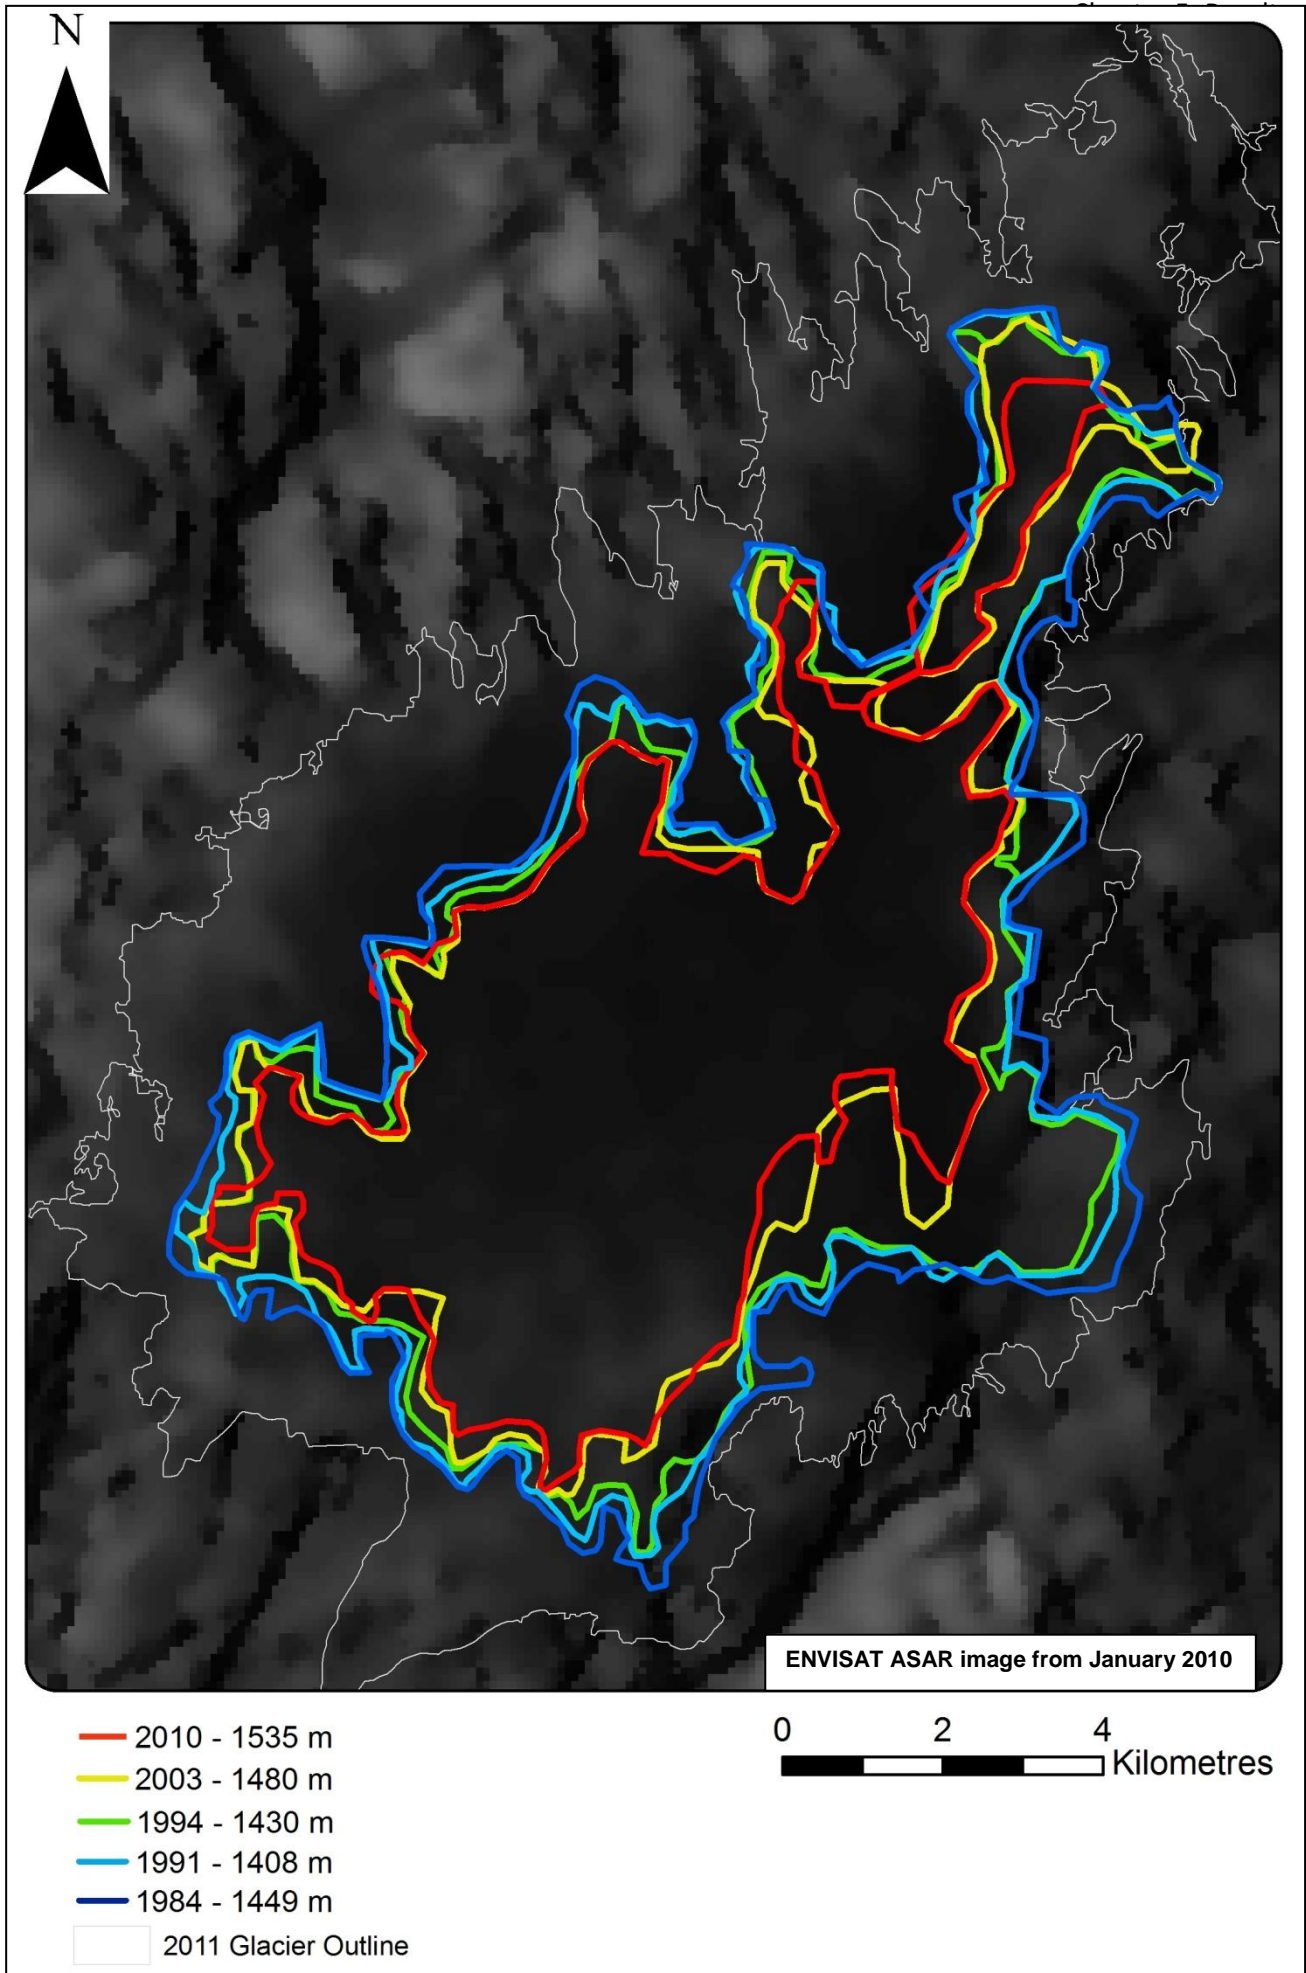 N
ENVISAT ASAR image from January 2010
2010 - 1535 m
2003 - 1480 m
1994 - 1430 m
1991 - 1408 m
1984 - 1449 m
2011 Glacier Outline
0 2 4
Kilometres